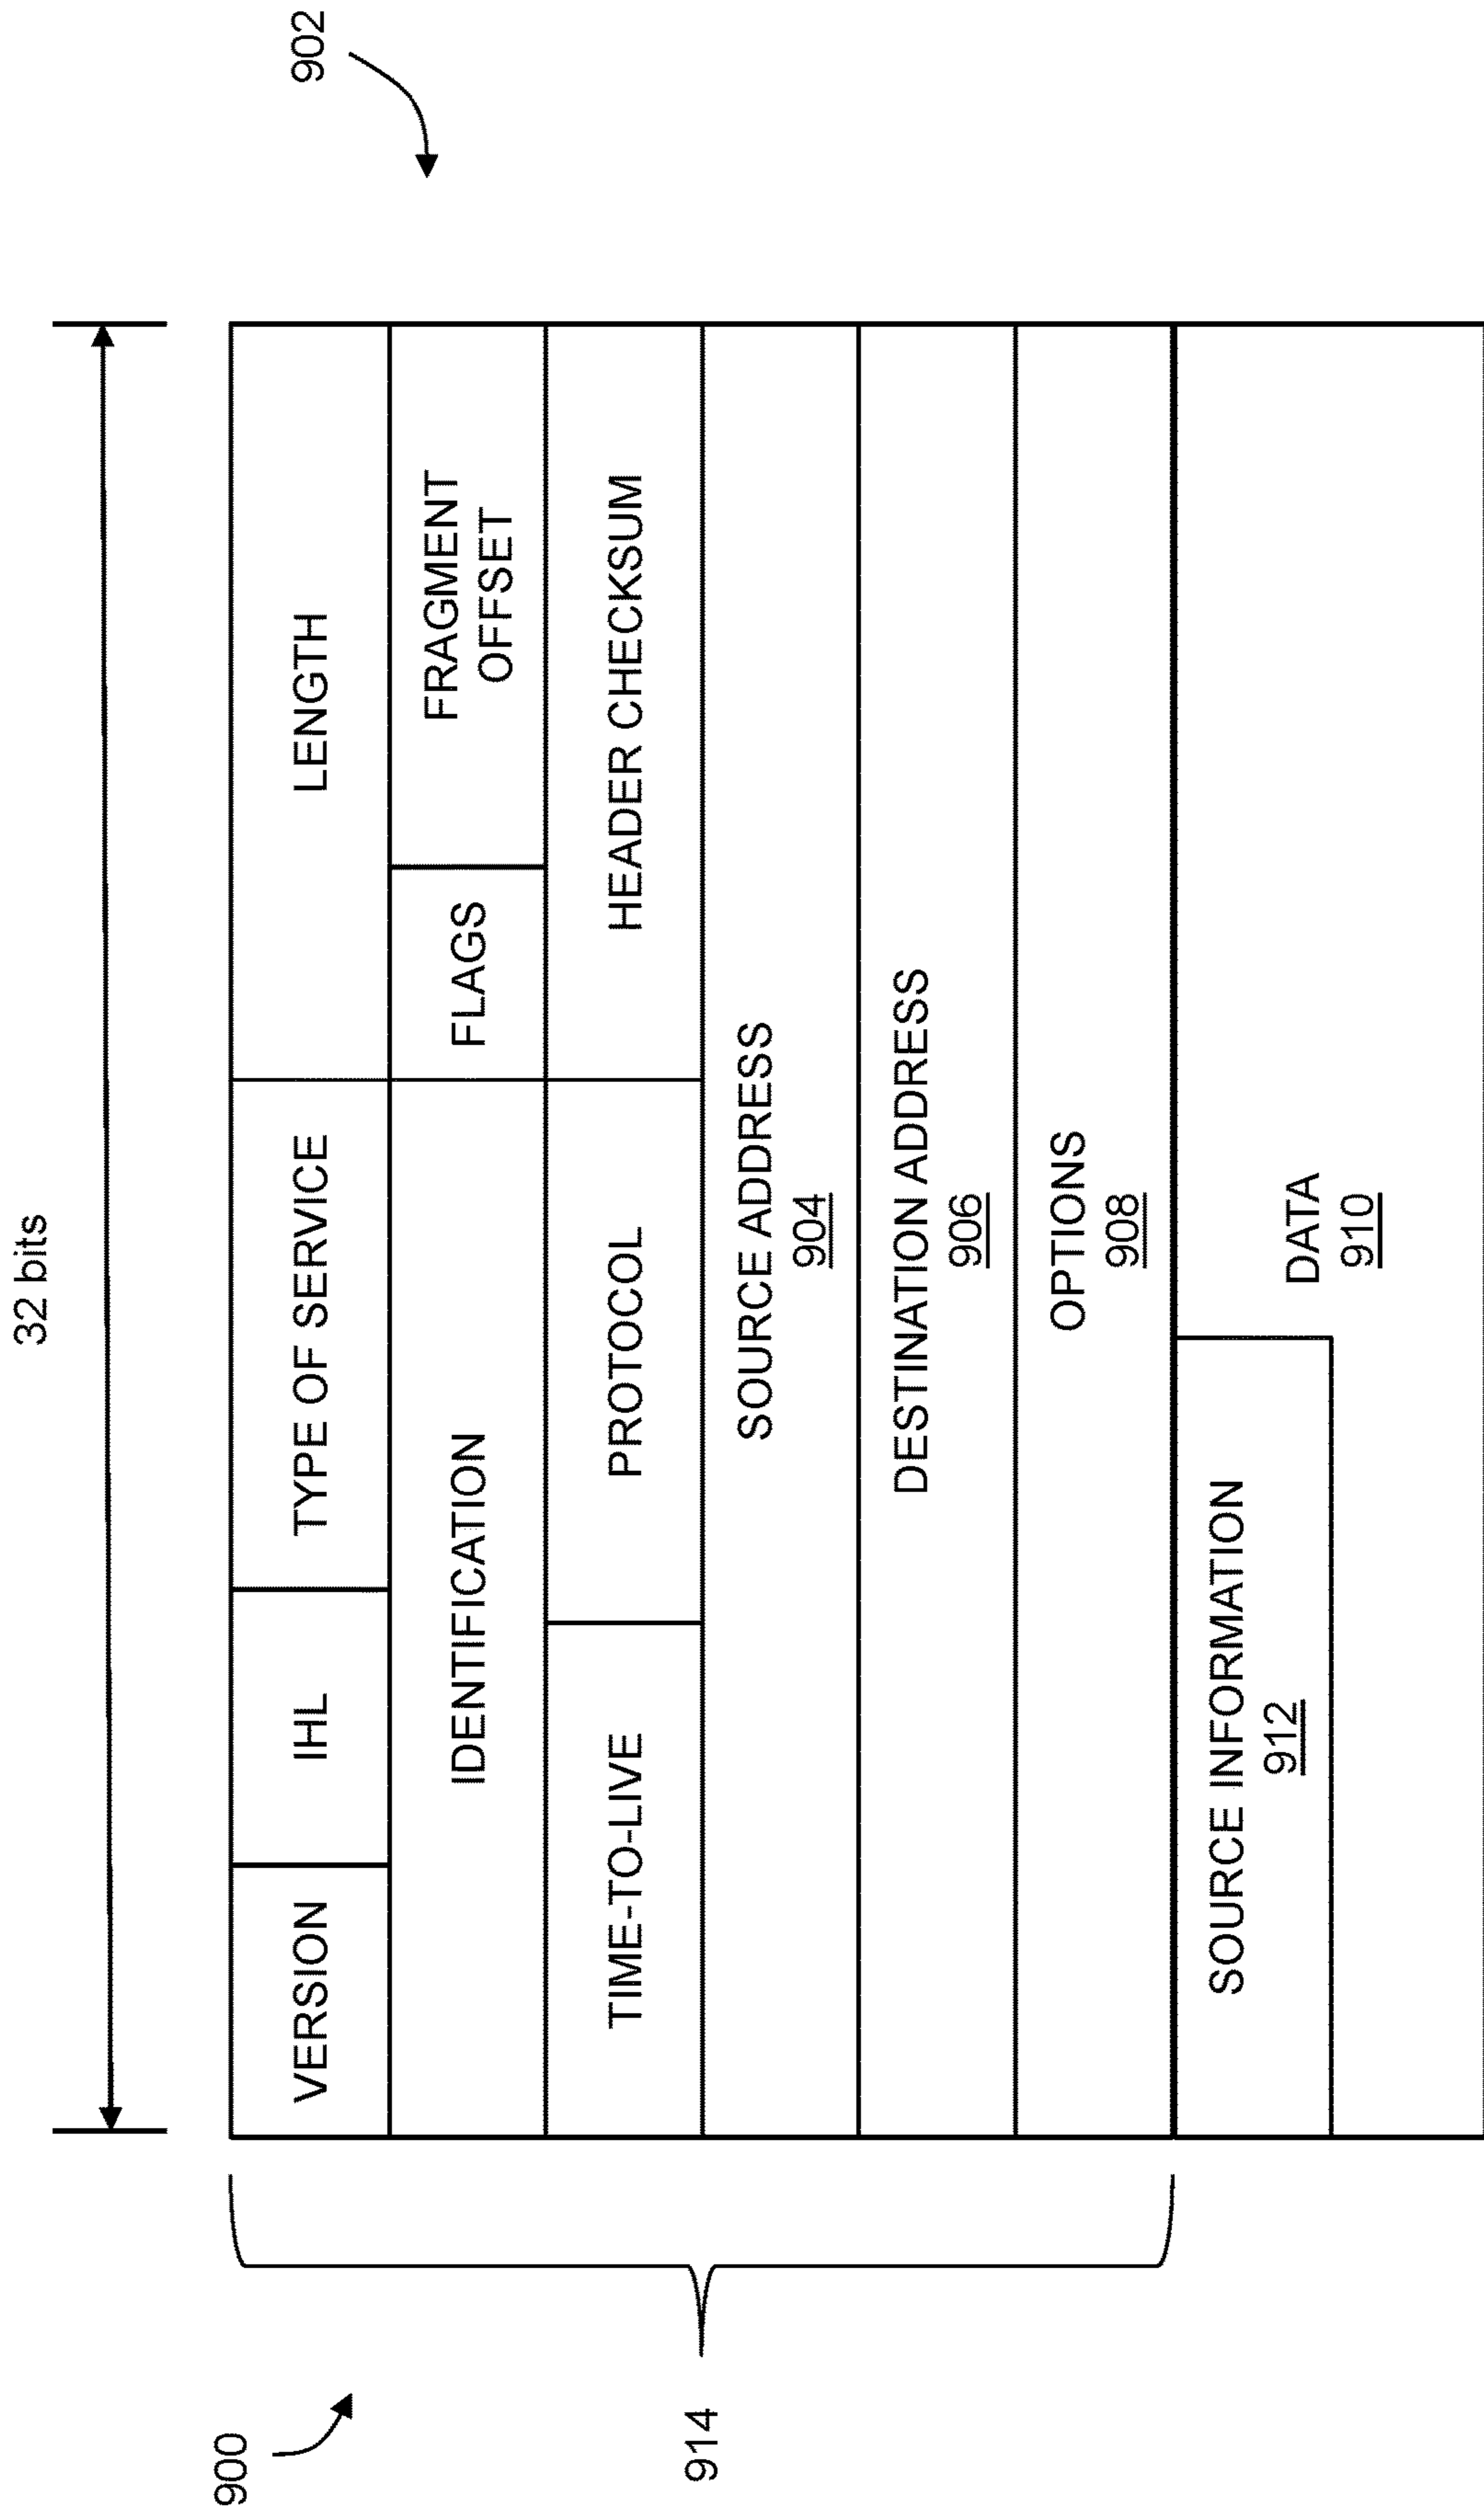 32 bits
900
902
VERSION
IHL
TYPE OF SERVICE
LENGTH
IDENTIFICATION
FLAGS
FRAGMENT
OFFSET
TIME-TO-LIVE
PROTOCOL
HEADER CHECKSUM
914
SOURCE ADDRESS
904
DESTINATION ADDRESS
906
OPTIONS
908
SOURCE INFORMATION
912
DATA
910